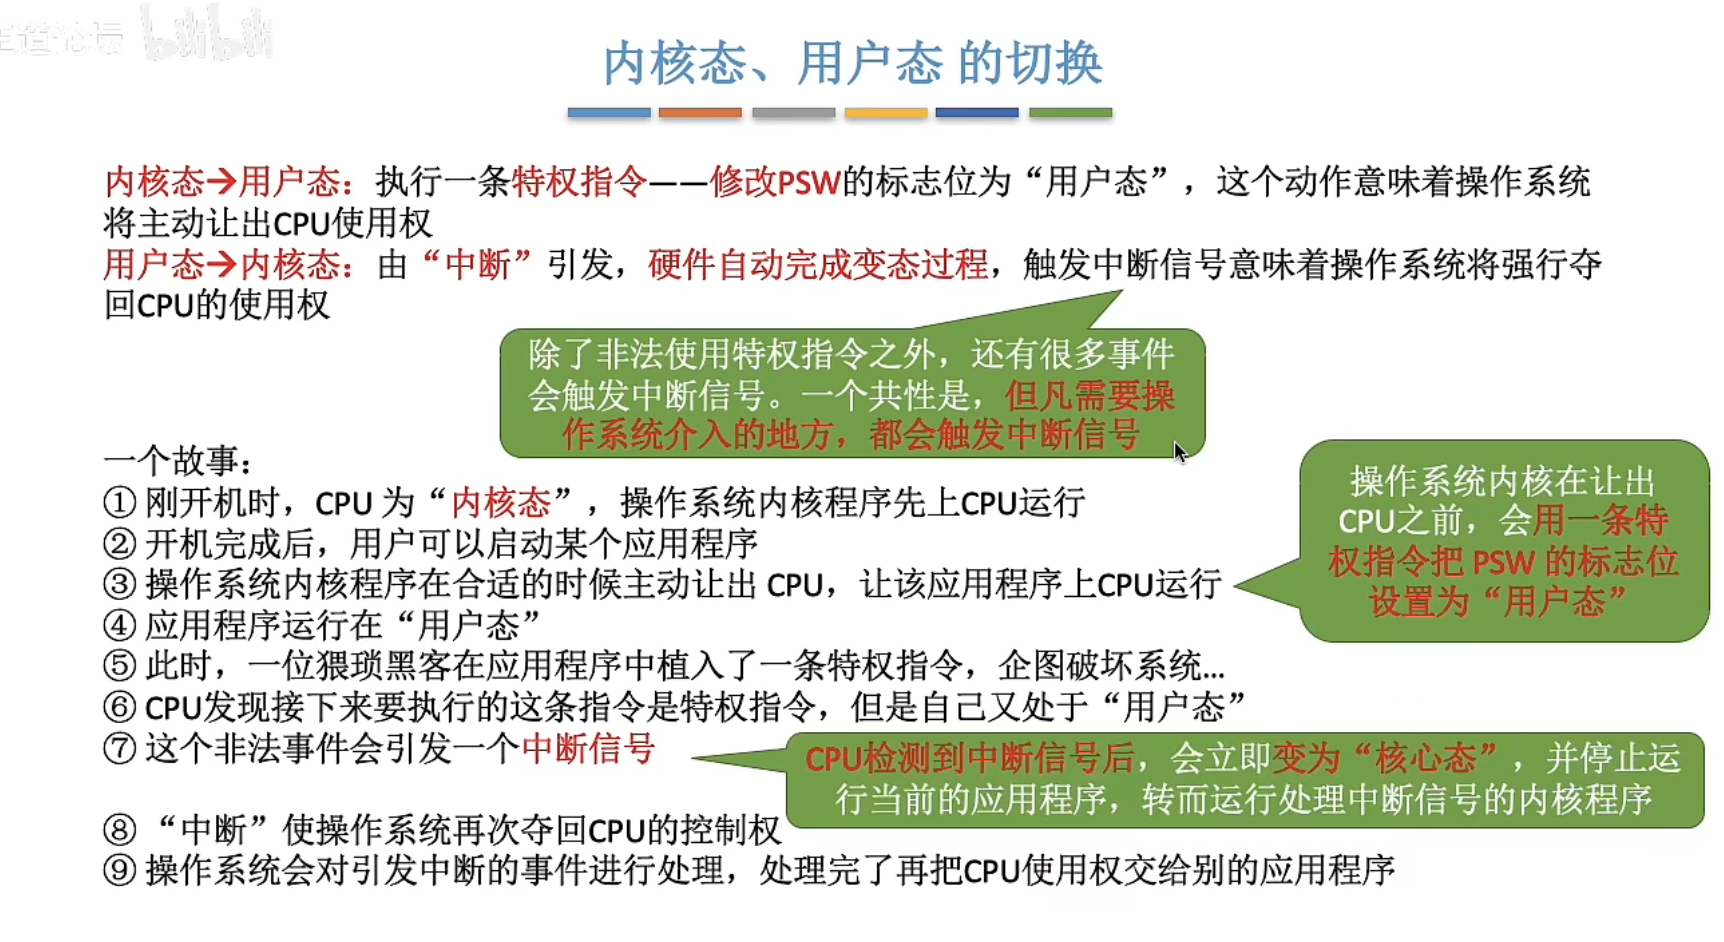 王道论坛 bilibili
内核态、用户态 的切换
内核态→用户态：执行一条特权指令——修改PSW的标志位为“用户态”，这个动作意味着操作系统
将主动让出CPU使用权
用户态→内核态：由“中断”引发，硬件自动完成变态过程，触发中断信号意味着操作系统将强行夺
回CPU的使用权
除了非法使用特权指令之外，还有很多事件
会触发中断信号。一个共性是，但凡需要操
作系统介入的地方，都会触发中断信号
一个故事：
① 刚开机时，CPU 为“内核态”，操作系统内核程序先上CPU运行
② 开机完成后，用户可以启动某个应用程序
③ 操作系统内核程序在合适的时候主动让出 CPU，让该应用程序上CPU运行
操作系统内核在让出
CPU之前，会用一条特
权指令把 PSW 的标志位
设置为“用户态”
④ 应用程序运行在“用户态”
⑤ 此时，一位猥琐黑客在应用程序中植入了一条特权指令，企图破坏系统...
⑥ CPU发现接下来要执行的这条指令是特权指令，但是自己又处于“用户态”
⑦ 这个非法事件会引发一个中断信号
CPU检测到中断信号后，会立即变为“核心态”，并停止运
行当前的应用程序，转而运行处理中断信号的内核程序
⑧ “中断”使操作系统再次夺回CPU的控制权
⑨ 操作系统会对引发中断的事件进行处理，处理完了再把CPU使用权交给别的应用程序